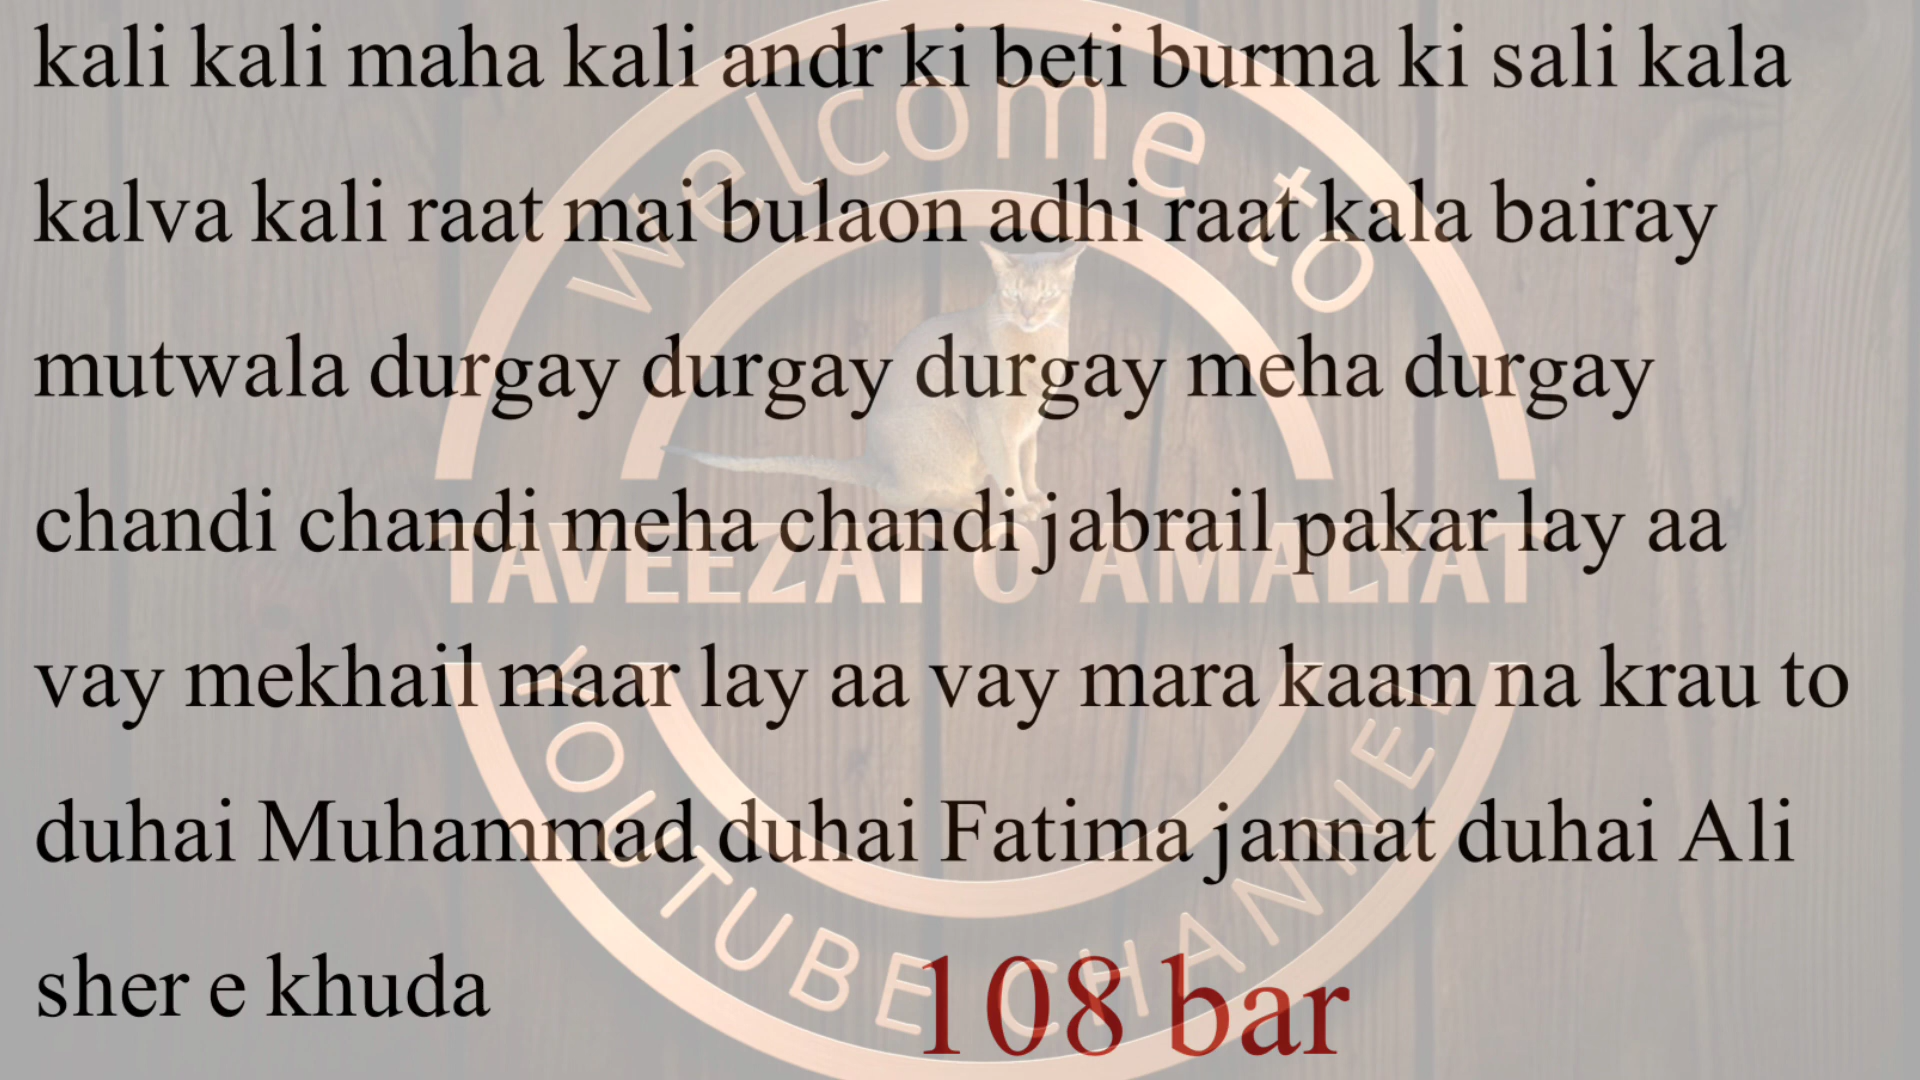 kali kali maha kali andr ki beti burma ki sali kala
kalva kali raat mai bulaon adhi raat kala bairay
mutwala durgay durgay durgay meha durgay
chandi chandi meha chandi jabrail pakar lay aa
vay mekhail maar lay aa vay mara kaam na krau to
duhai Muhammad duhai Fatima jannat duhai Ali
sher e khuda
108 bar
welcome to
TAVEEZAT O AMALYAT
YOUTUBE CHANNEL